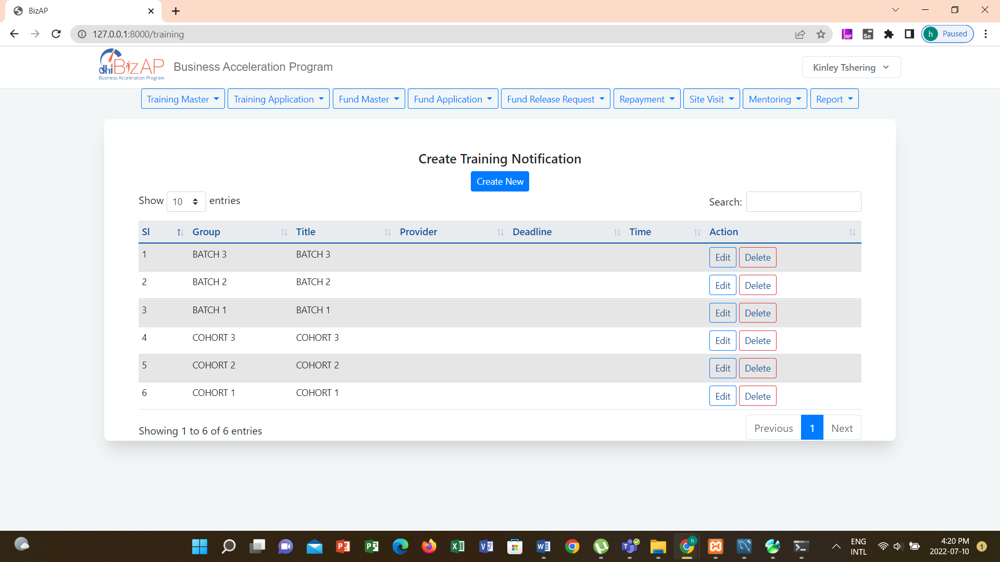 BizAP
127.0.0.1:8000/training
h Paused
dhi BizAP
Business Acceleration Program
Business Acceleration Program
Kinley Tshering
Training Master Training Application Fund Master Fund Application Fund Release Request Repayment Site Visit Mentoring Report
Create Training Notification
Create New
Show 10 entries Search:
Sl Group Title Provider Deadline Time Action
1 BATCH 3 BATCH 3 Edit Delete
2 BATCH 2 BATCH 2 Edit Delete
3 BATCH 1 BATCH 1 Edit Delete
4 COHORT 3 COHORT 3 Edit Delete
5 COHORT 2 COHORT 2 Edit Delete
6 COHORT 1 COHORT 1 Edit Delete
Showing 1 to 6 of 6 entries Previous 1 Next
ENG 4:20 PM
INTL 2022-07-10 1